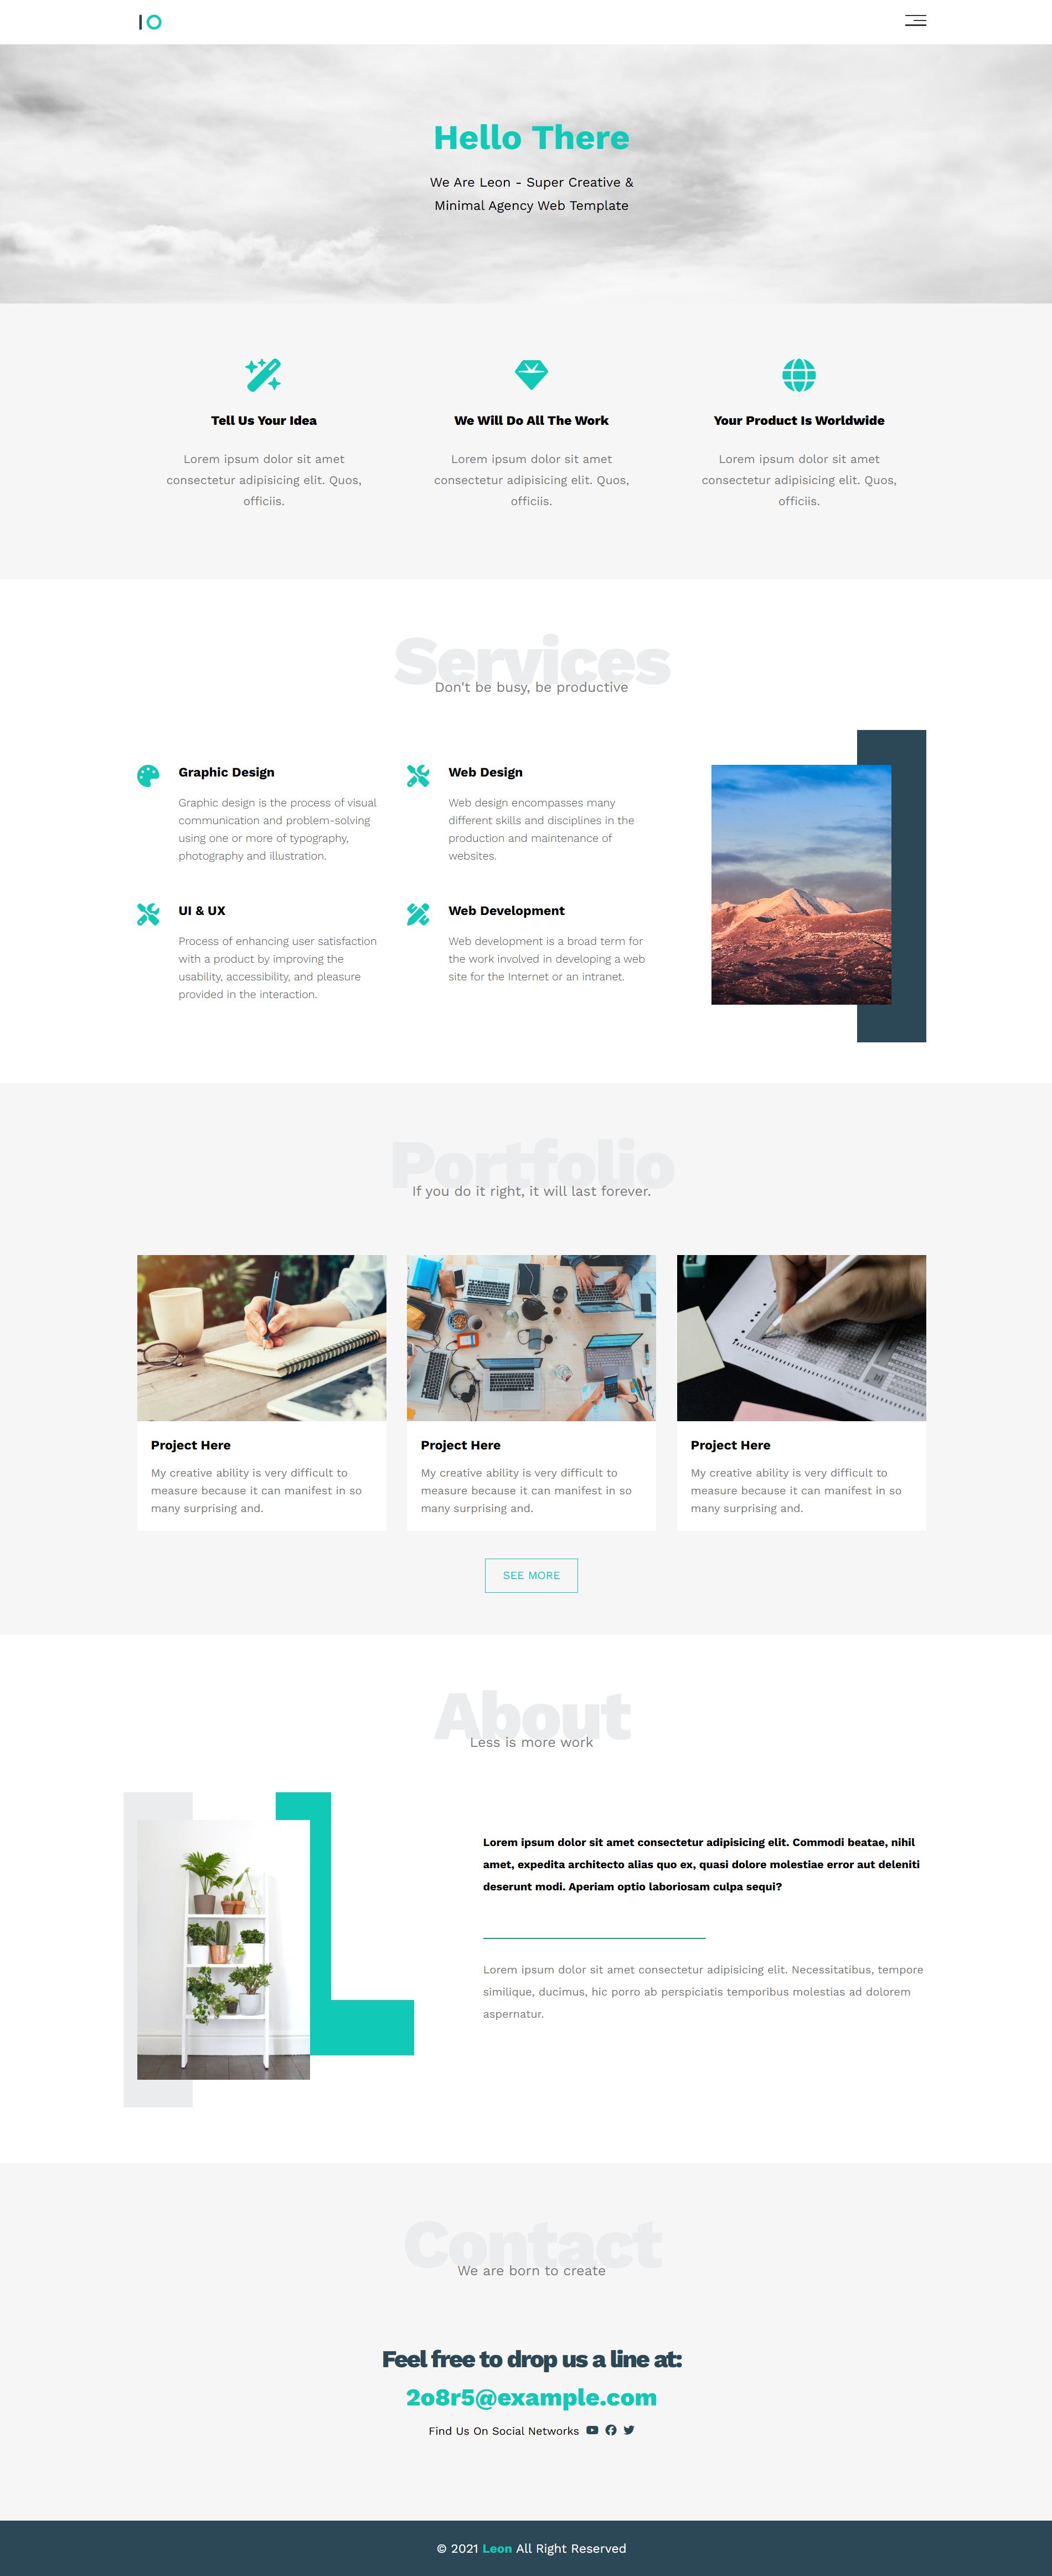 IO
Hello There
We Are Leon - Super Creative &
Minimal Agency Web Template
Tell Us Your Idea
Lorem ipsum dolor sit amet
consectetur adipisicing elit. Quos,
officiis.
We Will Do All The Work
Lorem ipsum dolor sit amet
consectetur adipisicing elit. Quos,
officiis.
Your Product Is Worldwide
Lorem ipsum dolor sit amet
consectetur adipisicing elit. Quos,
officiis.
Services
Don't be busy, be productive
Graphic Design
Graphic design is the process of visual
communication and problem-solving
using one or more of typography,
photography and illustration.
Web Design
Web design encompasses many
different skills and disciplines in the
production and maintenance of
websites.
UI & UX
Process of enhancing user satisfaction
with a product by improving the
usability, accessibility, and pleasure
provided in the interaction.
Web Development
Web development is a broad term for
the work involved in developing a web
site for the Internet or an intranet.
Portfolio
If you do it right, it will last forever.
Project Here
My creative ability is very difficult to
measure because it can manifest in so
many surprising and.
Project Here
My creative ability is very difficult to
measure because it can manifest in so
many surprising and.
Project Here
My creative ability is very difficult to
measure because it can manifest in so
many surprising and.
SEE MORE
About
Less is more work
Lorem ipsum dolor sit amet consectetur adipisicing elit. Commodi beatae, nihil
amet, expedita architecto alias quo ex, quasi dolore molestiae error aut deleniti
deserunt modi. Aperiam optio laboriosam culpa sequi?
Lorem ipsum dolor sit amet consectetur adipisicing elit. Necessitatibus, tempore
similique, ducimus, hic porro ab perspiciatis temporibus molestias ad dolorem
aspernatur.
Contact
We are born to create
Feel free to drop us a line at:
2o8r5@example.com
Find Us On Social Networks
© 2021 Leon All Right Reserved